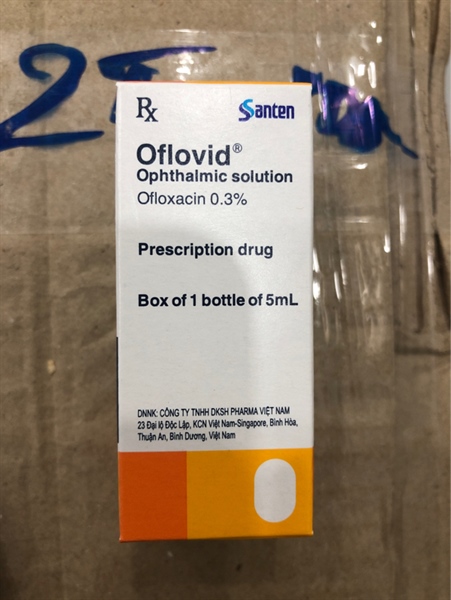 25
Rx
Santen
Oflovid®
Ophthalmic solution
Ofloxacin 0.3%
Prescription drug
Box of 1 bottle of 5mL
DNNK: CÔNG TY TNHH DKSH PHARMA VIỆT NAM
23 Đại lộ Độc Lập, KCN Việt Nam-Singapore, Bình Hòa,
Thuận An, Bình Dương, Việt Nam